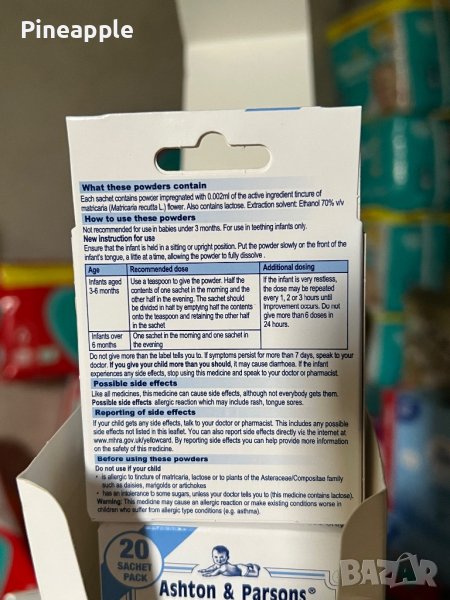 Pineapple
What these powders contain
Each sachet contains powder impregnated with 0.002ml of the active ingredient tincture of
matricaria (Matricaria recutita L.) flower. Also contains lactose. Extraction solvent: Ethanol 70% v/v
How to use these powders
Not recommended for use in babies under 3 months. For use in teething infants only.
New instruction for use
Ensure that the infant is held in a sitting or upright position. Put the powder slowly on the front of the
infant's tongue, a little at a time, allowing the powder to fully dissolve.
Age Recommended dose Additional dosing
Infants aged
3-6 months
Use a teaspoon to give the powder. Half the
contents of one sachet in the morning and the
other half in the evening. The sachet should
be divided in half by emptying half the contents
onto the teaspoon and retaining the other half
in the sachet
If the infant is very restless,
the dose may be repeated
every 1, 2 or 3 hours until
improvement occurs. Do not
give more than 6 doses in
24 hours.
Infants over
6 months
One sachet in the morning and one sachet in
the evening
Do not give more than the label tells you to. If symptoms persist for more than 7 days, speak to your
doctor. If you give your child more than you should, it may cause diarrhoea. If the infant
experiences any side effects, stop using this medicine and speak to your doctor or pharmacist.
Possible side effects
Like all medicines, this medicine can cause side effects, although not everybody gets them.
Possible side effects allergic reaction which may include rash, tongue sores.
Reporting of side effects
If your child gets any side effects, talk to your doctor or pharmacist. This includes any possible
side effects not listed in this leaflet. You can also report side effects directly via the internet at
www.mhra.gov.uk/yellowcard. By reporting side effects you can help provide more information
on the safety of this medicine.
Before using these powders
Do not use if your child
• is allergic to tincture of matricaria, lactose or to plants of the Asteraceae/Compositae family
such as daisies, marigolds or artichokes
• has an intolerance to some sugars, unless your doctor tells you to (this medicine contains lactose).
Warning: This medicine may cause an allergic reaction or make existing conditions worse in
children who suffer from allergic type conditions (e.g. asthma).
20
SACHET
PACK
Ashton & Parsons®
BAZAR